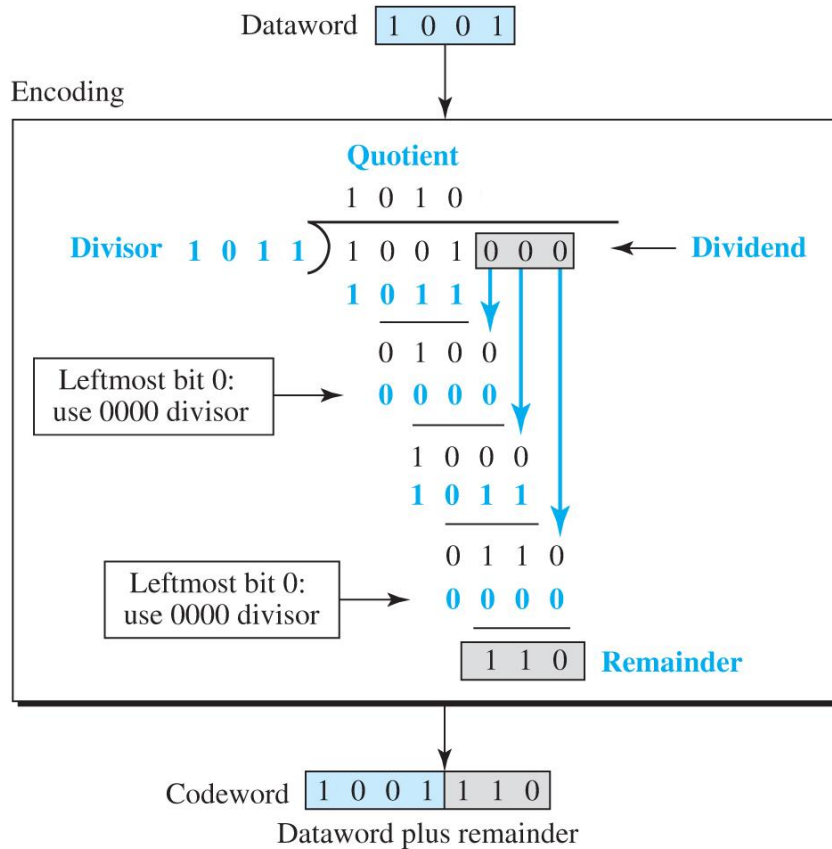 Dataword 1 0 0 1
Encoding
Quotient
1 0 1 0
Divisor 1 0 1 1 1 0 0 1 0 0 0 Dividend
1 0 1 1
0 1 0 0
Leftmost bit 0:
use 0000 divisor
0 0 0 0
1 0 0 0
1 0 1 1
0 1 1 0
Leftmost bit 0:
use 0000 divisor
0 0 0 0
1 1 0 Remainder
Codeword 1 0 0 1 1 1 0
Dataword plus remainder